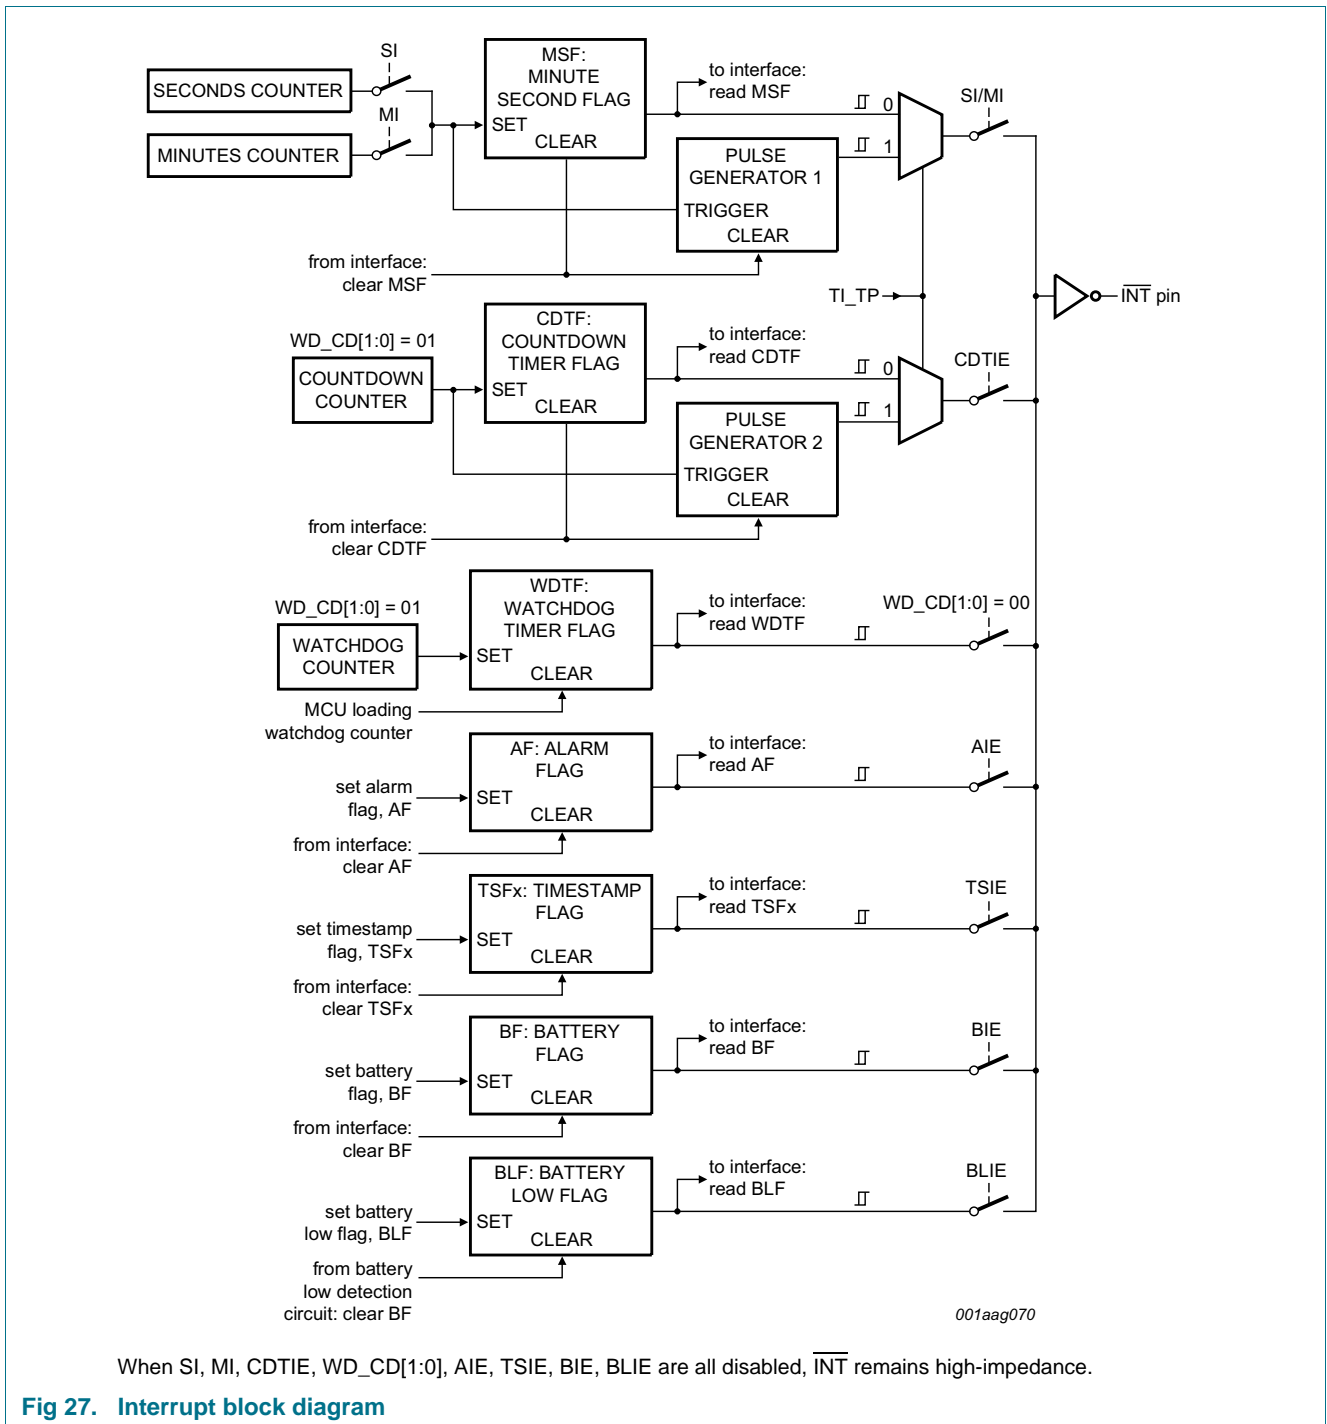 SI
SECONDS COUNTER
MI
MINUTES COUNTER
MSF:
MINUTE
SECOND FLAG
SET
CLEAR
to interface:
read MSF
0
1
SI/MI
PULSE
GENERATOR 1
TRIGGER
CLEAR
from interface:
clear MSF
TI_TP
INT pin
WD_CD[1:0] = 01
COUNTDOWN
COUNTER
CDTF:
COUNTDOWN
TIMER FLAG
SET
CLEAR
to interface:
read CDTF
0
1
CDTIE
PULSE
GENERATOR 2
TRIGGER
CLEAR
from interface:
clear CDTF
WD_CD[1:0] = 01
WATCHDOG
COUNTER
WDTF:
WATCHDOG
TIMER FLAG
SET
CLEAR
to interface:
read WDTF
WD_CD[1:0] = 00
MCU loading
watchdog counter
AF: ALARM
FLAG
SET
CLEAR
to interface:
read AF
AIE
set alarm
flag, AF
from interface:
clear AF
TSFx: TIMESTAMP
FLAG
SET
CLEAR
to interface:
read TSFx
TSIE
set timestamp
flag, TSFx
from interface:
clear TSFx
BF: BATTERY
FLAG
SET
CLEAR
to interface:
read BF
BIE
set battery
flag, BF
from interface:
clear BF
BLF: BATTERY
LOW FLAG
SET
CLEAR
to interface:
read BLF
BLIE
set battery
low flag, BLF
from battery
low detection
circuit: clear BF
001aag070
When SI, MI, CDTIE, WD_CD[1:0], AIE, TSIE, BIE, BLIE are all disabled, INT remains high-impedance.
Fig 27. Interrupt block diagram